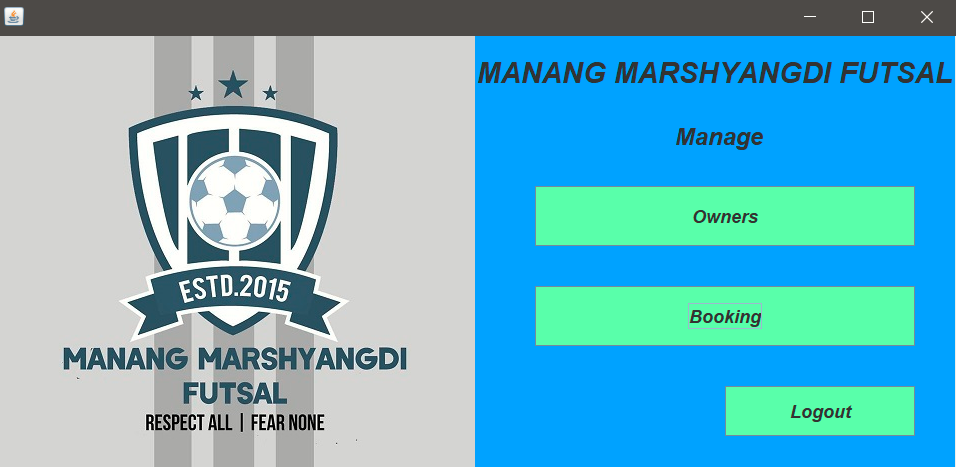 ESTD.2015
MANANG MARSHYANGDI
FUTSAL
RESPECT ALL | FEAR NONE
MANANG MARSHYANGDI FUTSAL
Manage
Owners
Booking
Logout